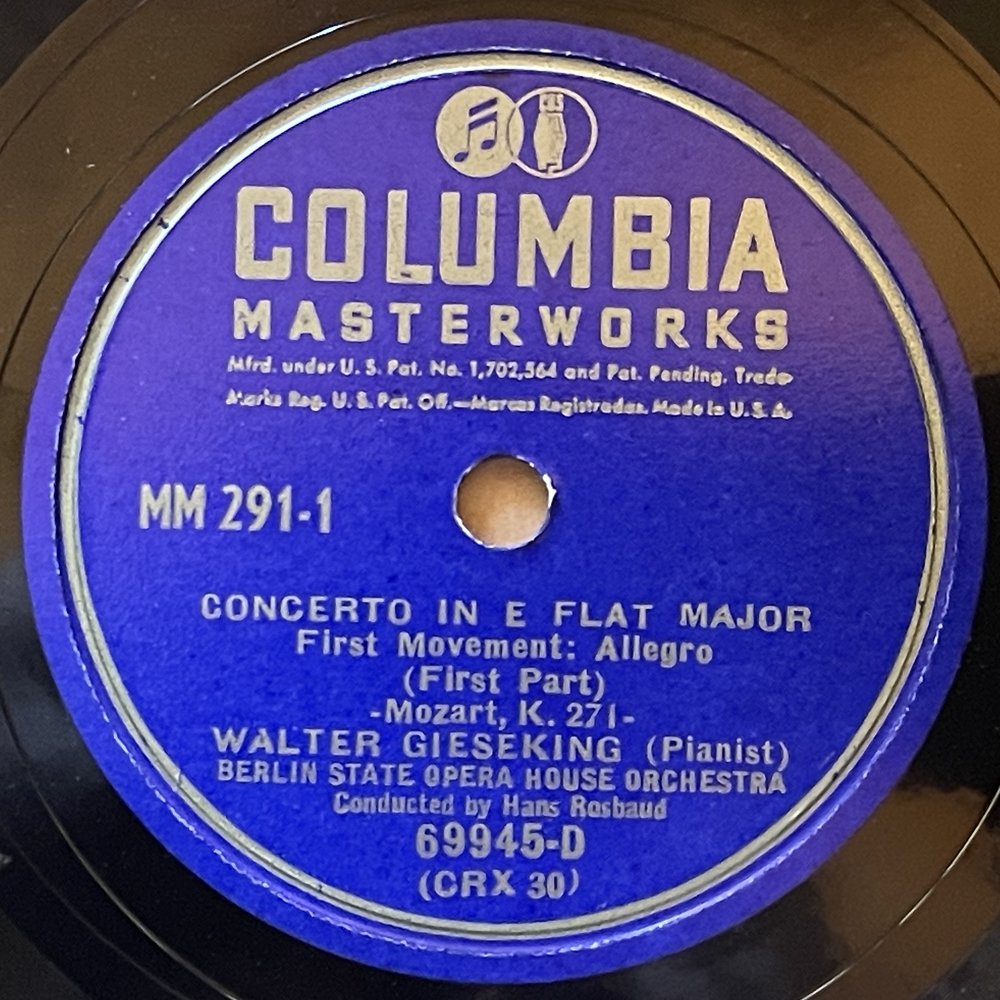 CBS
COLUMBIA
MASTERWORKS
Mfrd. under U. S. Pat. No. 1,702,564 and Pat. Pending. Trade
Marks Reg. U. S. Pat. Off.—Marcas Registradas. Made in U. S. A.
MM 291-1
CONCERTO IN E FLAT MAJOR
First Movement: Allegro
(First Part)
-Mozart, K. 271-
WALTER GIESEKING (Pianist)
BERLIN STATE OPERA HOUSE ORCHESTRA
Conducted by Hans Rosbaud
69945-D
(CRX 30)